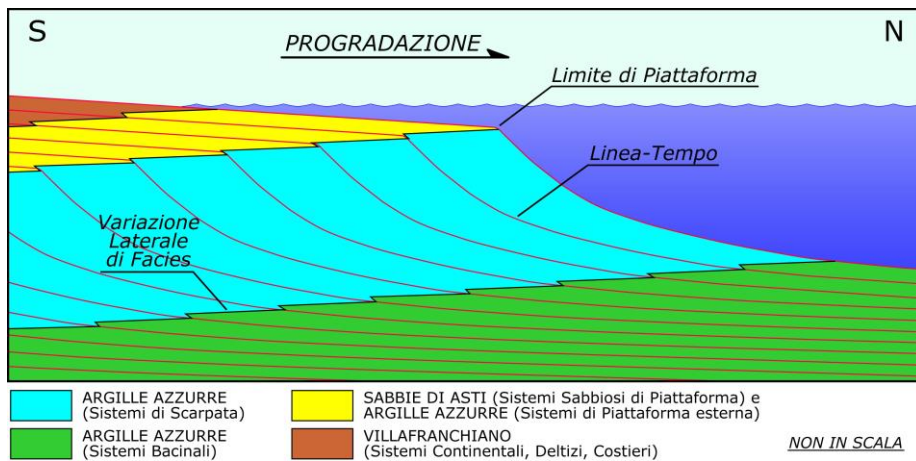 S
N
PROGRADAZIONE
Limite di Piattaforma
Linea-Tempo
Variazione
Laterale
di Facies
ARGILLE AZZURRE
(Sistemi di Scarpata)
SABBIE DI ASTI (Sistemi Sabbiosi di Piattaforma) e
ARGILLE AZZURRE (Sistemi di Piattaforma esterna)
ARGILLE AZZURRE
(Sistemi Bacinali)
VILLAFRANCHIANO
(Sistemi Continentali, Deltizi, Costieri)
NON IN SCALA